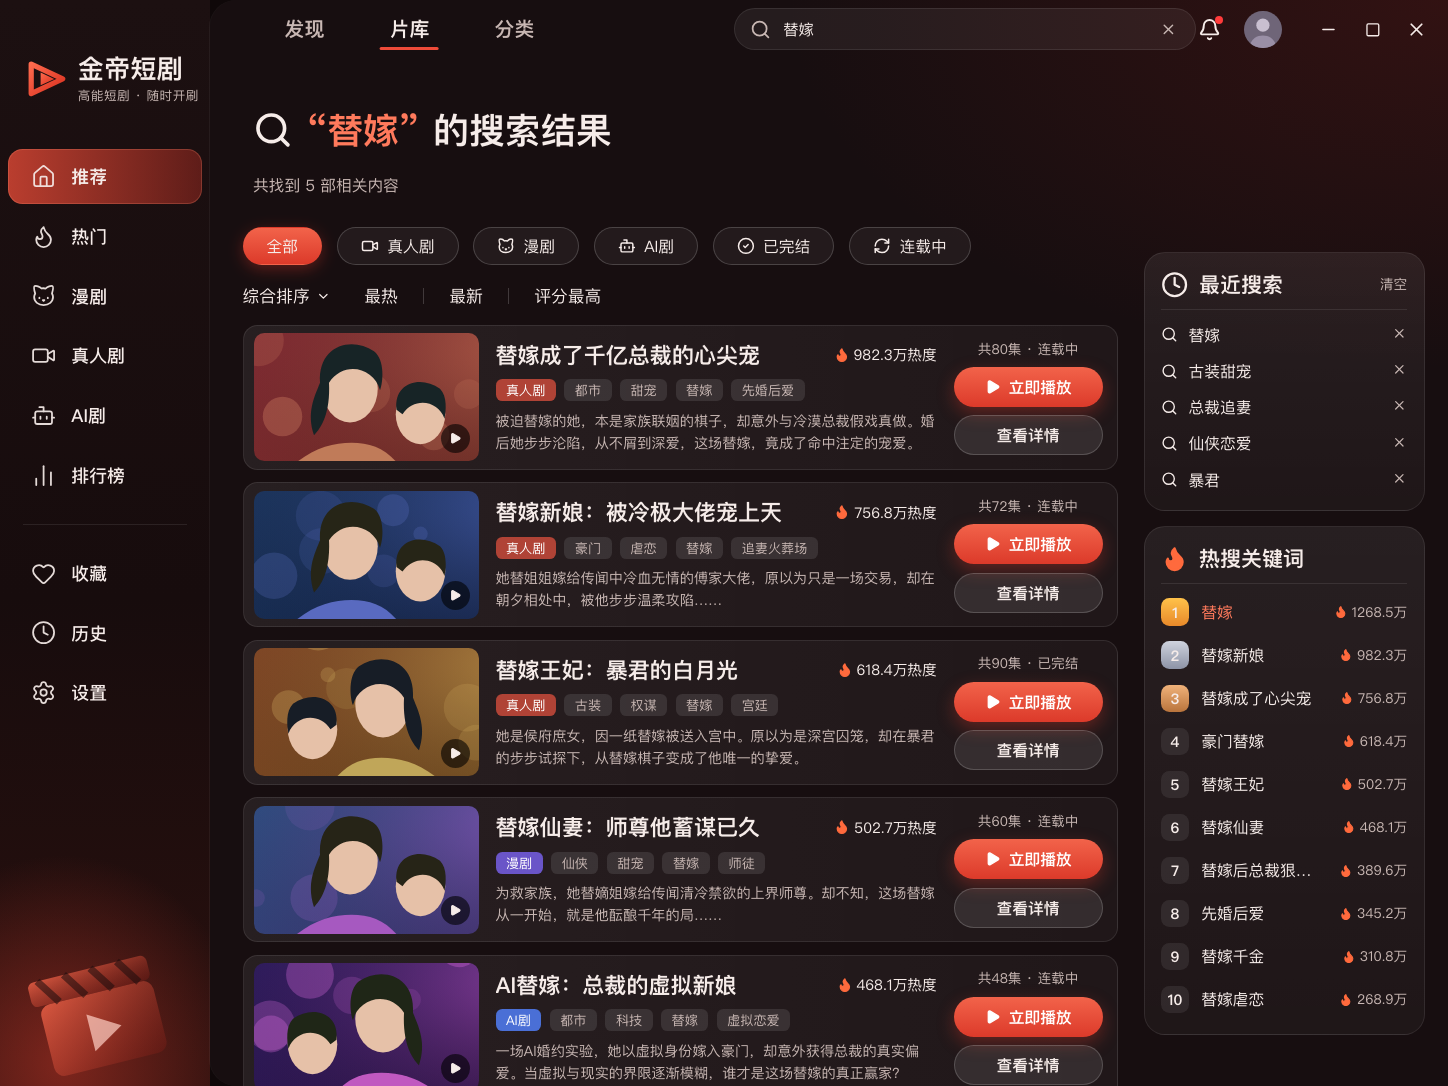 金帝短剧
高能短剧 · 随时开刷
推荐
热门
漫剧
真人剧
AI剧
排行榜
收藏
历史
设置
发现
片库
分类
替嫁
“替嫁” 的搜索结果
共找到 5 部相关内容
全部
真人剧
漫剧
AI剧
已完结
连载中
综合排序
最热
最新
评分最高
替嫁成了千亿总裁的心尖宠
982.3万热度
真人剧 都市 甜宠 替嫁 先婚后爱
被迫替嫁的她，本是家族联姻的棋子，却意外与冷漠总裁假戏真做。婚
后她步步沦陷，从不屑到深爱，这场替嫁，竟成了命中注定的宠爱。
共80集 · 连载中
立即播放
查看详情
替嫁新娘：被冷极大佬宠上天
756.8万热度
真人剧 豪门 虐恋 替嫁 追妻火葬场
她替姐姐嫁给传闻中冷血无情的傅家大佬，原以为只是一场交易，却在
朝夕相处中，被他步步温柔攻陷……
共72集 · 连载中
立即播放
查看详情
替嫁王妃：暴君的白月光
618.4万热度
真人剧 古装 权谋 替嫁 宫廷
她是侯府庶女，因一纸替嫁被送入宫中。原以为是深宫囚笼，却在暴君
的步步试探下，从替嫁棋子变成了他唯一的挚爱。
共90集 · 已完结
立即播放
查看详情
替嫁仙妻：师尊他蓄谋已久
502.7万热度
漫剧 仙侠 甜宠 替嫁 师徒
为救家族，她替嫡姐嫁给传闻清冷禁欲的上界师尊。却不知，这场替嫁
从一开始，就是他酝酿千年的局……
共60集 · 连载中
立即播放
查看详情
AI替嫁：总裁的虚拟新娘
468.1万热度
AI剧 都市 科技 替嫁 虚拟恋爱
一场AI婚约实验，她以虚拟身份嫁入豪门，却意外获得总裁的真实偏
爱。当虚拟与现实的界限逐渐模糊，谁才是这场替嫁的真正赢家？
共48集 · 连载中
立即播放
查看详情
最近搜索
清空
替嫁
古装甜宠
总裁追妻
仙侠恋爱
暴君
热搜关键词
1 替嫁 1268.5万
2 替嫁新娘 982.3万
3 替嫁成了心尖宠 756.8万
4 豪门替嫁 618.4万
5 替嫁王妃 502.7万
6 替嫁仙妻 468.1万
7 替嫁后总裁狠… 389.6万
8 先婚后爱 345.2万
9 替嫁千金 310.8万
10 替嫁虐恋 268.9万